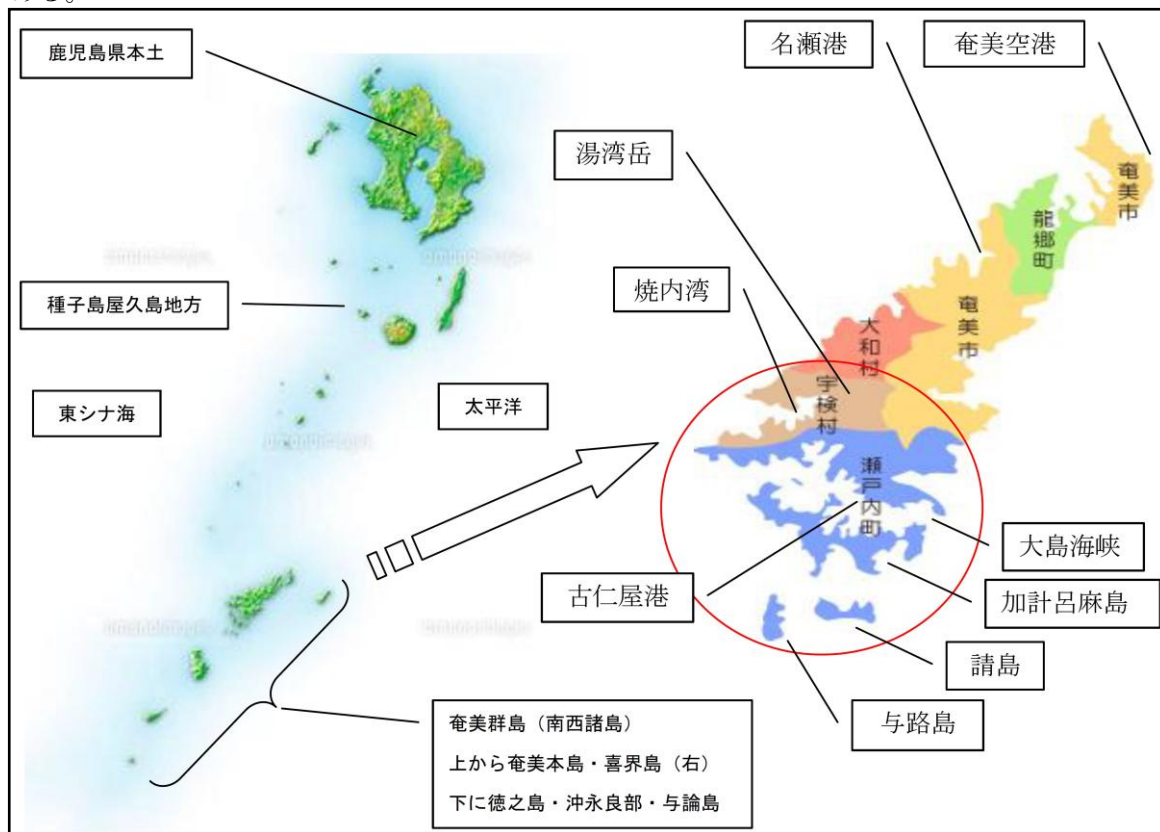 鹿児島県本土
名瀬港
奄美空港
湯湾岳
種子島屋久島地方
焼内湾
東シナ海
太平洋
奄美市
龍郷町
奄美市
大和村
宇検村
瀬戸内町
大島海峡
古仁屋港
加計呂麻島
請島
与路島
奄美群島（南西諸島）
上から奄美本島・喜界島（右）
下に徳之島・沖永良部・与論島